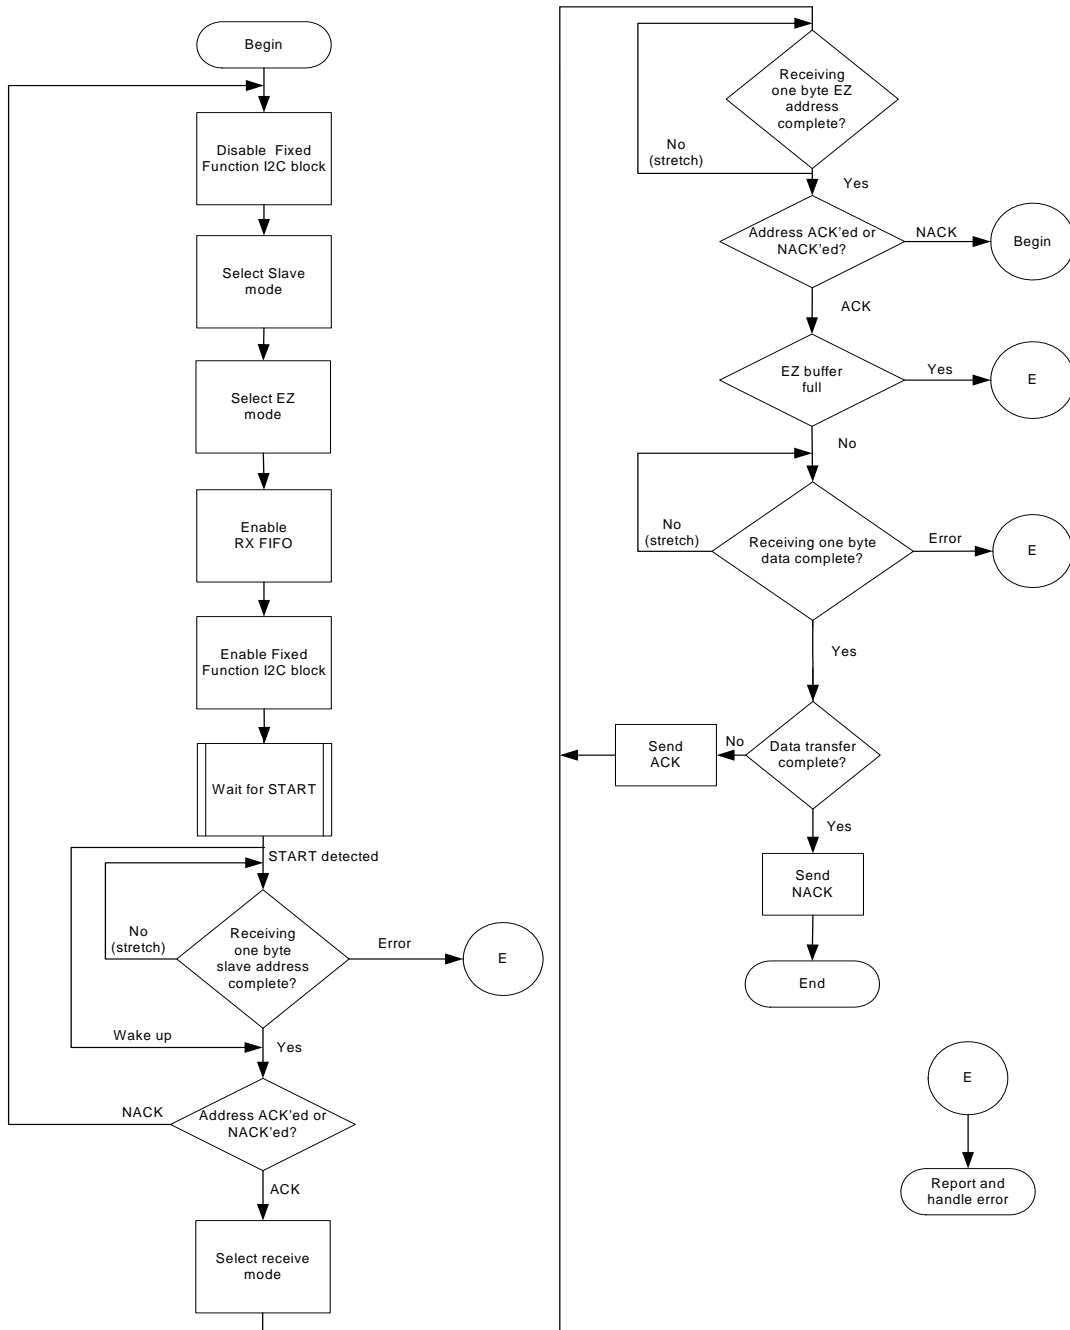 Begin
Disable Fixed
Function I2C block
Select Slave
mode
Select EZ
mode
Enable
RX FIFO
Enable Fixed
Function I2C block
Wait for START
START detected
No
(stretch)
Receiving
one byte
slave address
complete?
Error
E
Wake up
Yes
NACK
Address ACK'ed or
NACK'ed?
ACK
Select receive
mode
Receiving
one byte EZ
address
complete?
No
(stretch)
Yes
Address ACK'ed or
NACK'ed?
NACK
Begin
ACK
EZ buffer
full
Yes
E
No
No
(stretch)
Receiving one byte
data complete?
Error
E
Yes
Send
ACK
No
Data transfer
complete?
Yes
Send
NACK
End
E
Report and
handle error